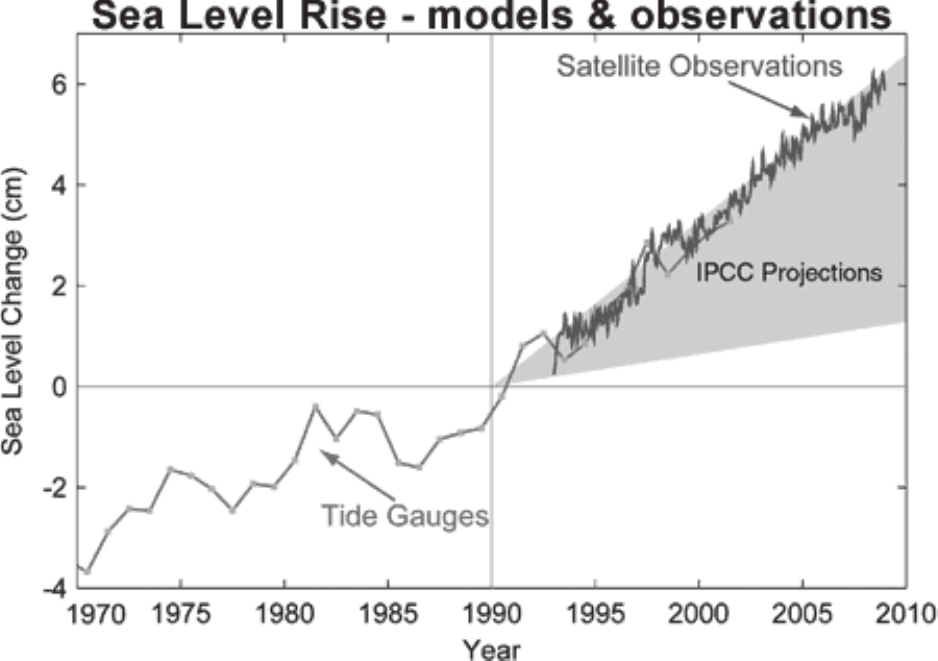 Sea Level Rise - models & observations
Satellite Observations
IPCC Projections
Tide Gauges
Sea Level Change (cm)
6
4
2
0
-2
-4
1970 1975 1980 1985 1990 1995 2000 2005 2010
Year